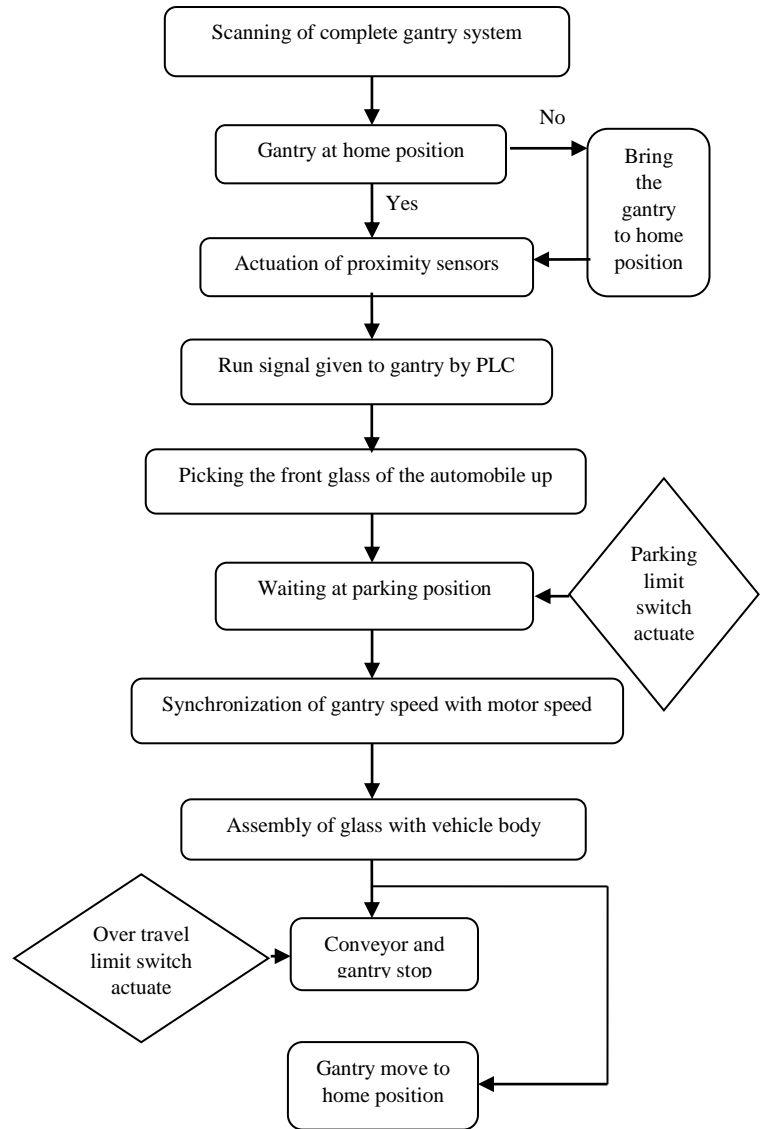 Scanning of complete gantry system
No
Gantry at home position
Bring
the
gantry
to home
position
Yes
Actuation of proximity sensors
Run signal given to gantry by PLC
Picking the front glass of the automobile up
Parking
limit
switch
actuate
Waiting at parking position
Synchronization of gantry speed with motor speed
Assembly of glass with vehicle body
Over travel
limit switch
actuate
Conveyor and
gantry stop
Gantry move to
home position